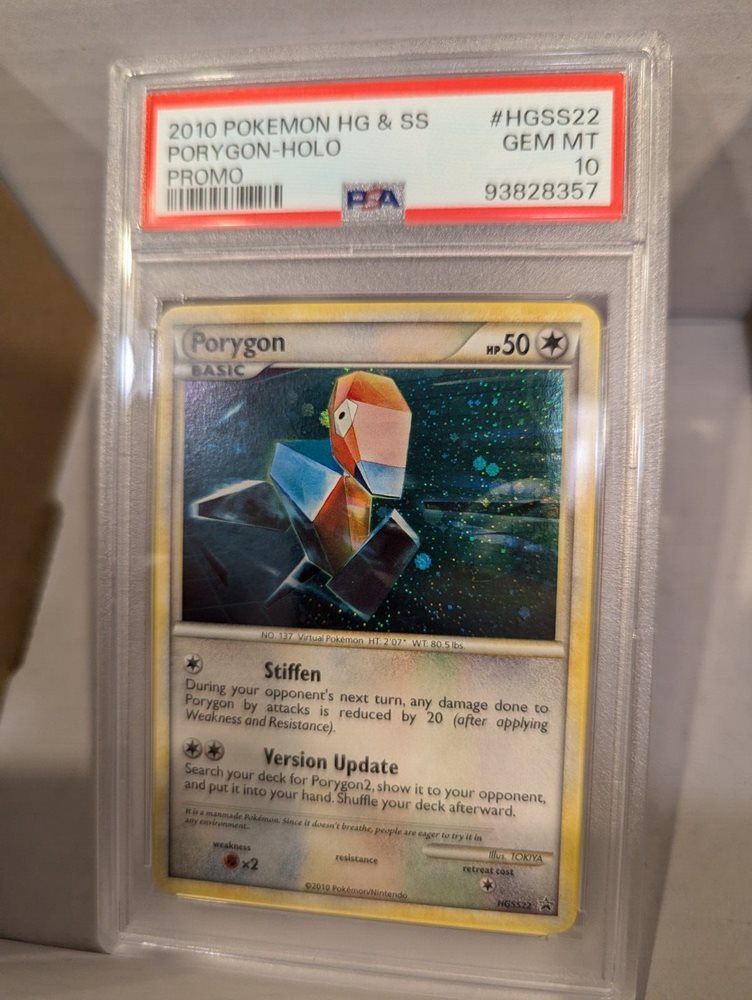 2010 POKEMON HG & SS #HGSS22
PORYGON-HOLO GEM MT
PROMO 10
PSA 93828357
Porygon HP 50
BASIC
NO. 137 Virtual Pokémon HT: 2'07" WT: 80.5 lbs.
Stiffen
During your opponent's next turn, any damage done to
Porygon by attacks is reduced by 20 (after applying
Weakness and Resistance).
Version Update
Search your deck for Porygon2, show it to your opponent,
and put it into your hand. Shuffle your deck afterward.
It is a manmade Pokémon. Since it doesn't breathe, people are eager to try it in
any environment.
Illus. TOKIYA
weakness resistance retreat cost
×2
©2010 Pokémon/Nintendo
HGSS22